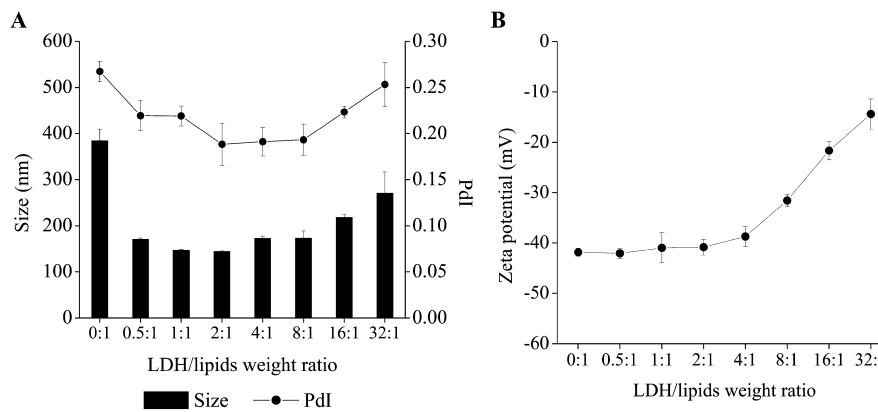 A
B
600
500
400
300
200
100
0
Size (nm)
0.30
0.25
0.20
0.15
0.10
0.05
0.00
PdI
0:1 0.5:1 1:1 2:1 4:1 8:1 16:1 32:1
LDH/lipids weight ratio
Size PdI
0
-10
-20
-30
-40
-50
-60
Zeta potential (mV)
0:1 0.5:1 1:1 2:1 4:1 8:1 16:1 32:
LDH/lipids weight ratio